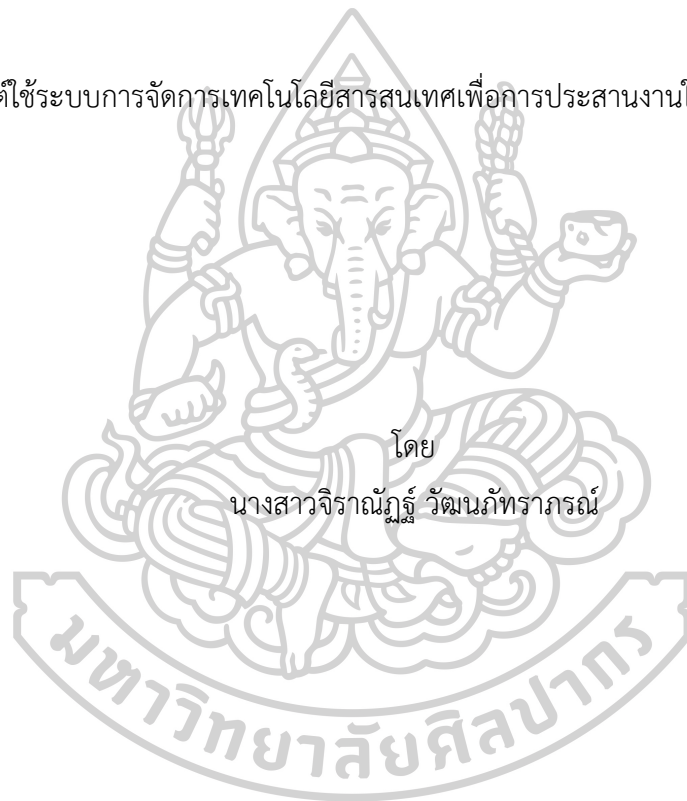 ใช้ระบบการจัดการเทคโนโลยีสารสนเทศเพื่อการประสานงาน
โดย
นางสาวจิราณัฏฐ์ วัฒนภัทราภรณ์
มหาวิทยาลัยศิลปากร